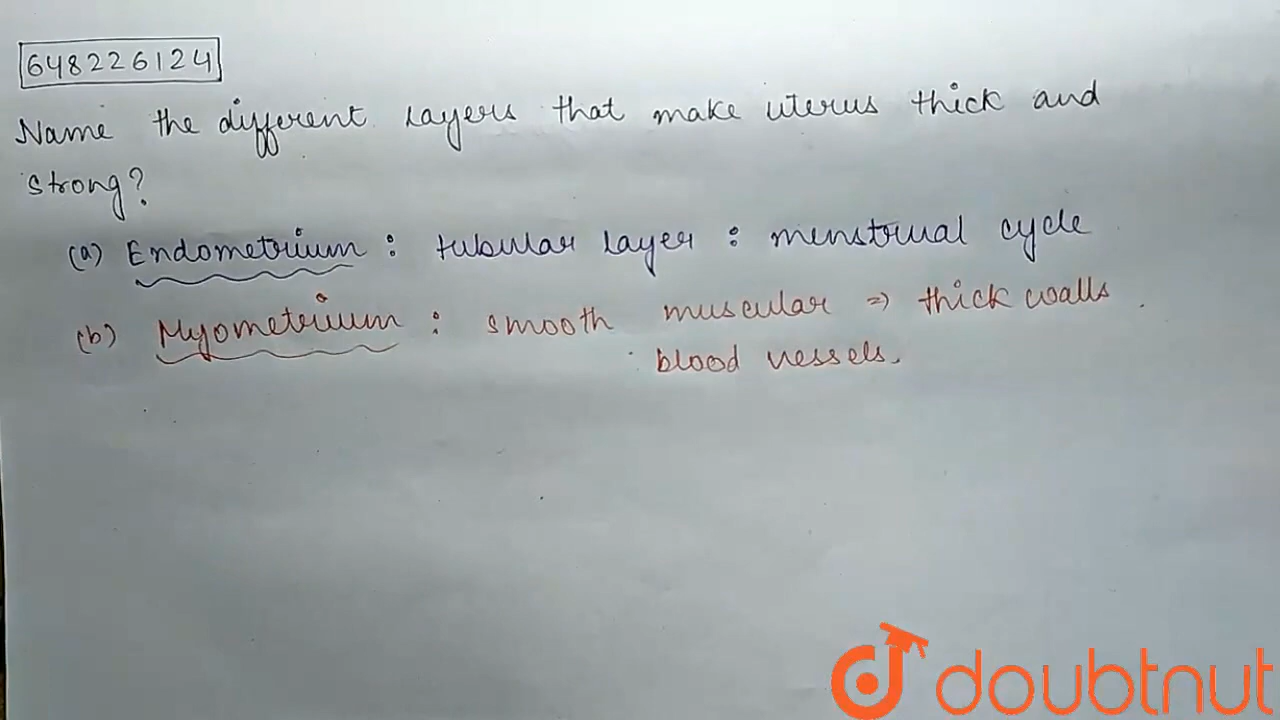 648226124
Name the different layers that make uterus thick and
strong?
(a) Endometrium : tubular layer : menstrual cycle
(b) Myometrium : smooth muscular ⇒ thick walls.
blood vessels.
doubtnut